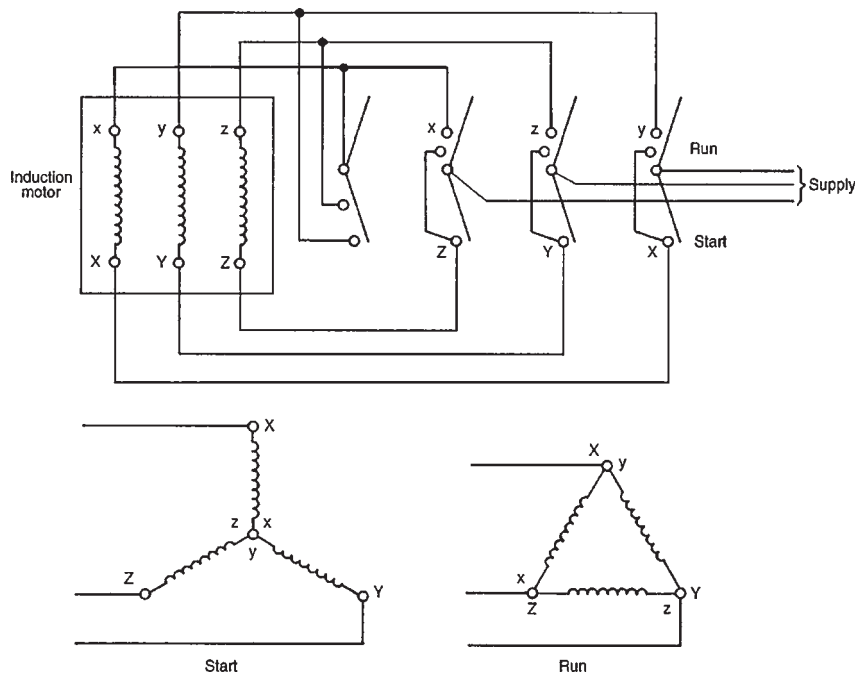 x y z x z y
Run
Induction
motor
Supply
Z Y X Start
X Y Z
X
z x
y
Z
Y
Start
X y
x
Z z Y
Run